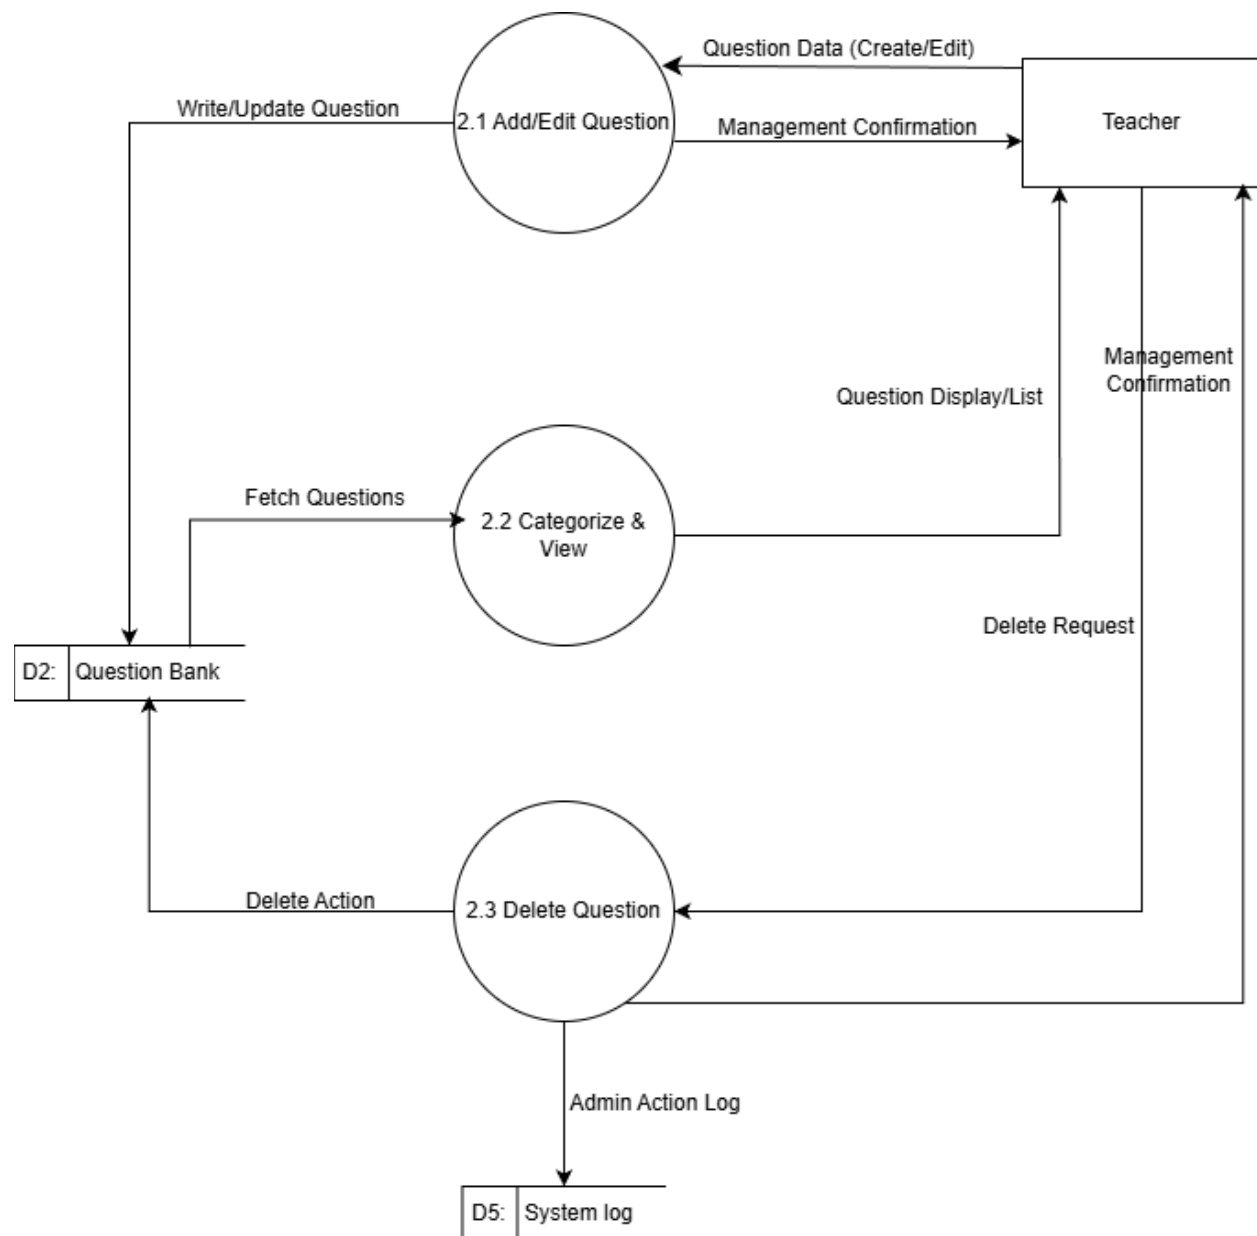 Question Data (Create/Edit)
Write/Update Question
2.1 Add/Edit Question
Management Confirmation
Teacher
Management
Confirmation
Question Display/List
Fetch Questions
2.2 Categorize &
View
Delete Request
D2: Question Bank
Delete Action
2.3 Delete Question
Admin Action Log
D5: System log